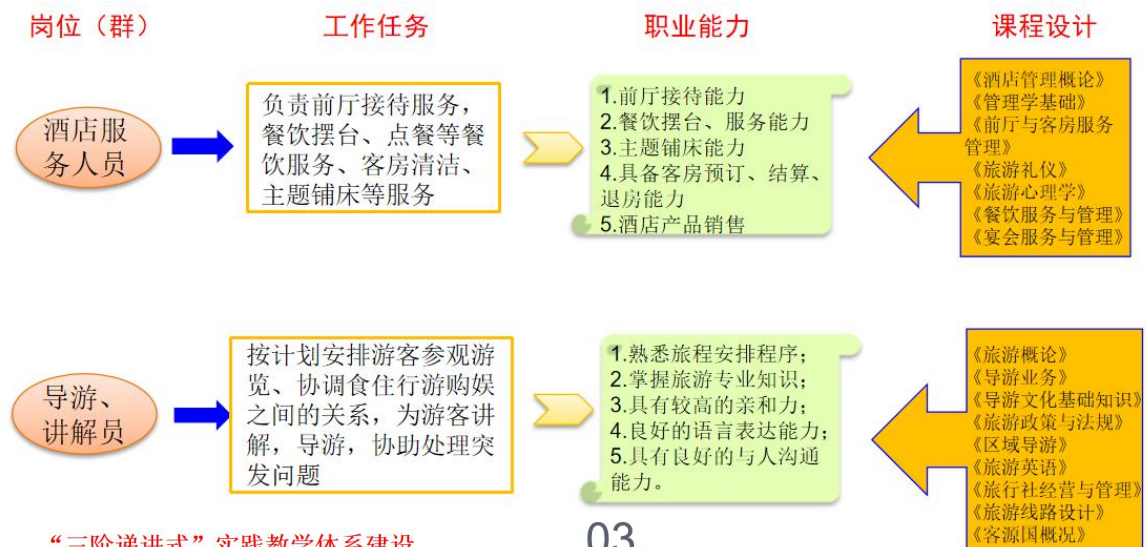 岗位（群）
工作任务
职业能力
课程设计
酒店服
务人员
负责前厅接待服务，
餐饮摆台、点餐等餐
饮服务、客房清洁、
主题铺床等服务
1.前厅接待能力
2.餐饮摆台、服务能力
3.主题铺床能力
4.具备客房预订、结算、
退房能力
5.酒店产品销售
《酒店管理概论》
《管理学基础》
《前厅与客房服务
管理》
《旅游礼仪》
《旅游心理学》
《餐饮服务与管理》
《宴会服务与管理》
导游、
讲解员
按计划安排游客参观游
览、协调食住行游购娱
之间的关系，为游客讲
解，导游，协助处理突
发问题
1.熟悉旅程安排程序；
2.掌握旅游专业知识；
3.具有较高的亲和力；
4.良好的语言表达能力；
5.具有良好的与人沟通
能力。
《旅游概论》
《导游业务》
《导游文化基础知识》
《旅游政策与法规》
《区域导游》
《旅游英语》
《旅行社经营与管理》
《旅游线路设计》
《客源国概况》
“三阶递进式”实践教学体系建设
03